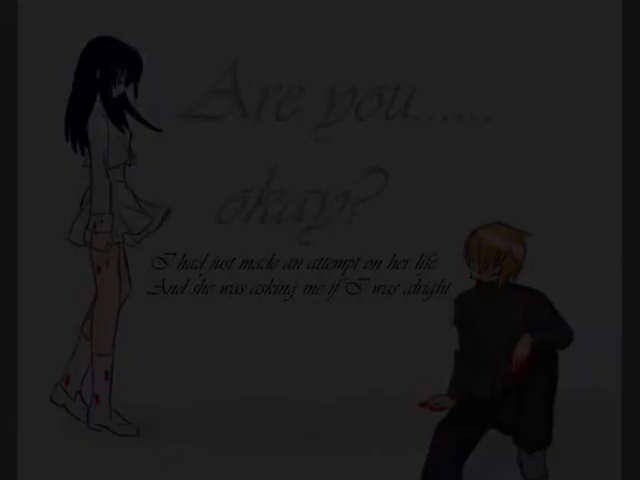 Are you......
okay?
I had just made an attempt on her life
And she was asking me if I was alright